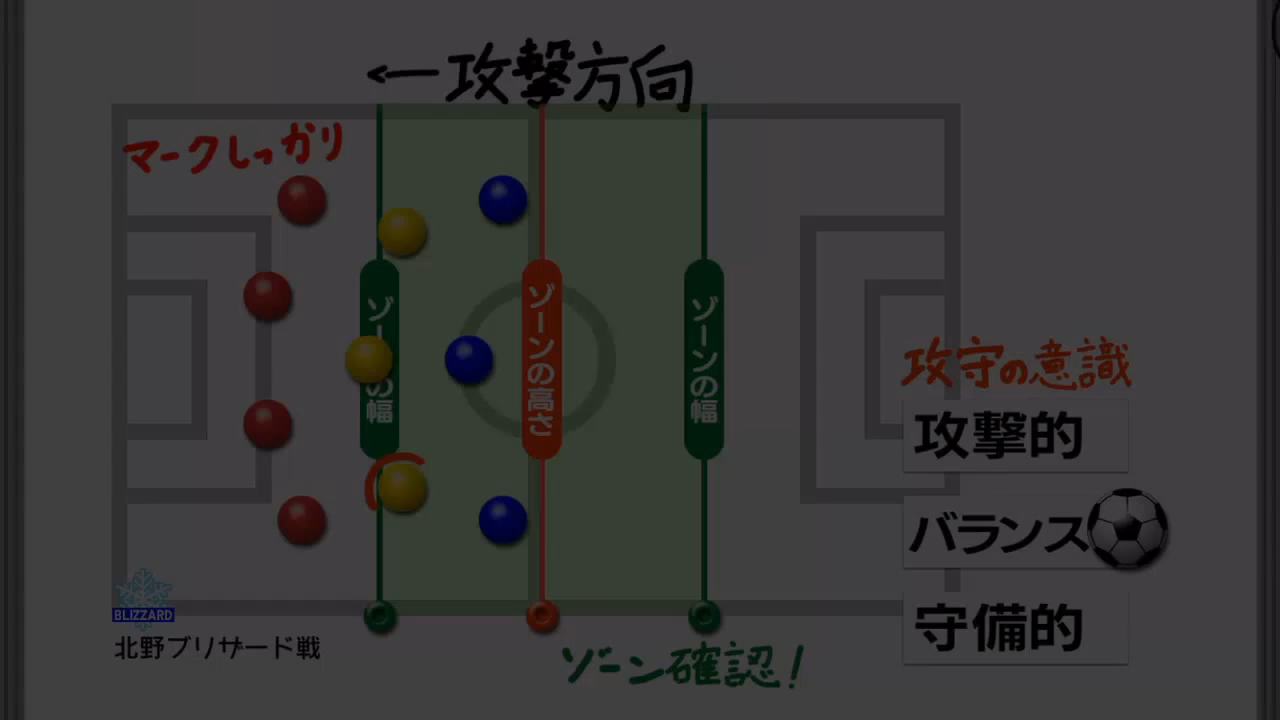 ←攻撃方向
マークしっかり
ゾーンの幅
ゾーンの高さ
ゾーンの幅
攻守の意識
攻撃的
バランス
守備的
BLIZZARD
北野ブリザード戦
ゾーン確認!